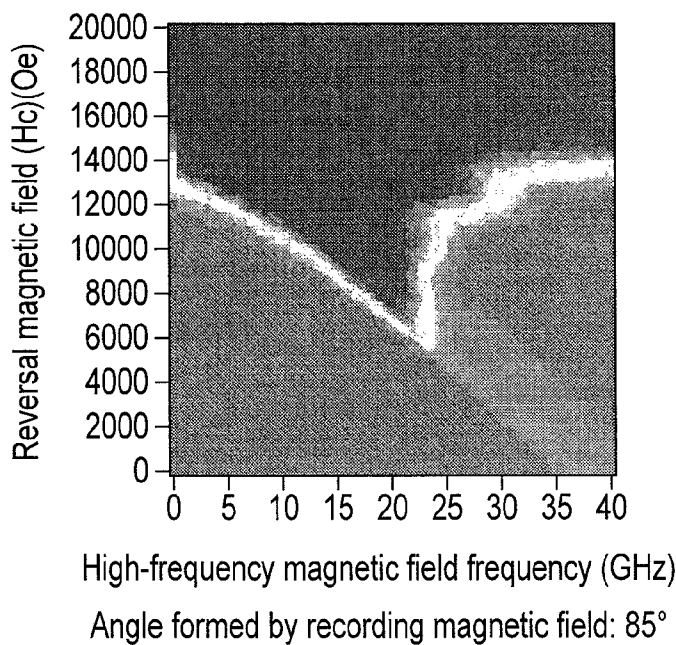 Reversal magnetic field (Hc)(Oe)
20000
18000
16000
14000
12000
10000
8000
6000
4000
2000
0
0 5 10 15 20 25 30 35 40
High-frequency magnetic field frequency (GHz)
Angle formed by recording magnetic field: 85°